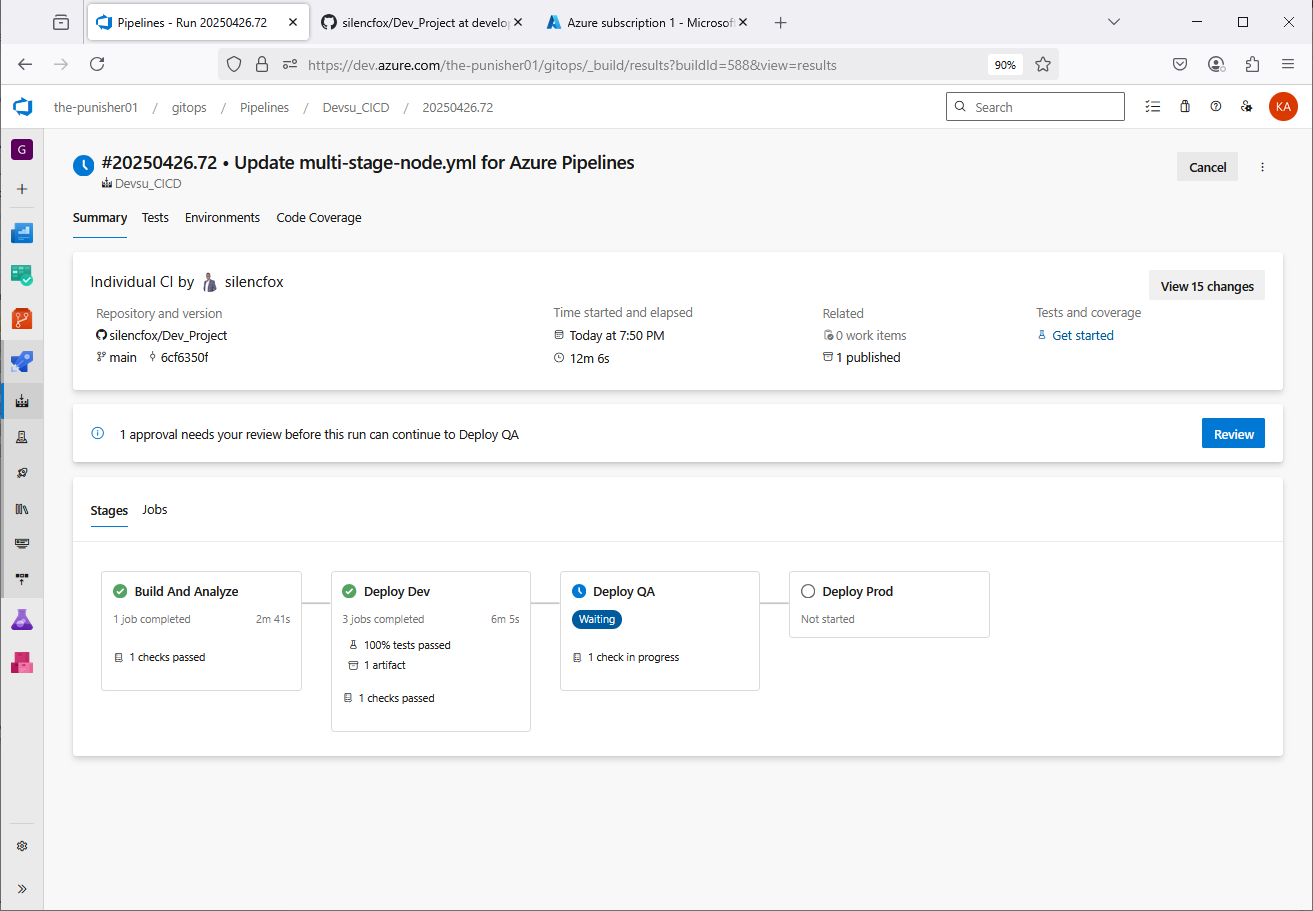 Pipelines - Run 20250426.72
silencfox/Dev_Project at develo
Azure subscription 1 - Microsof
https://dev.azure.com/the-punisher01/gitops/_build/results?buildId=588&view=results
90%
the-punisher01 / gitops / Pipelines / Devsu_CICD / 20250426.72
Search
KA
G
#20250426.72 • Update multi-stage-node.yml for Azure Pipelines
Devsu_CICD
Cancel
Summary Tests Environments Code Coverage
Individual CI by silencfox
View 15 changes
Repository and version
silencfox/Dev_Project
main 6cf6350f
Time started and elapsed
Today at 7:50 PM
12m 6s
Related
0 work items
1 published
Tests and coverage
Get started
1 approval needs your review before this run can continue to Deploy QA
Review
Stages Jobs
Build And Analyze
1 job completed 2m 41s
1 checks passed
Deploy Dev
3 jobs completed 6m 5s
100% tests passed
1 artifact
1 checks passed
Deploy QA
Waiting
1 check in progress
Deploy Prod
Not started